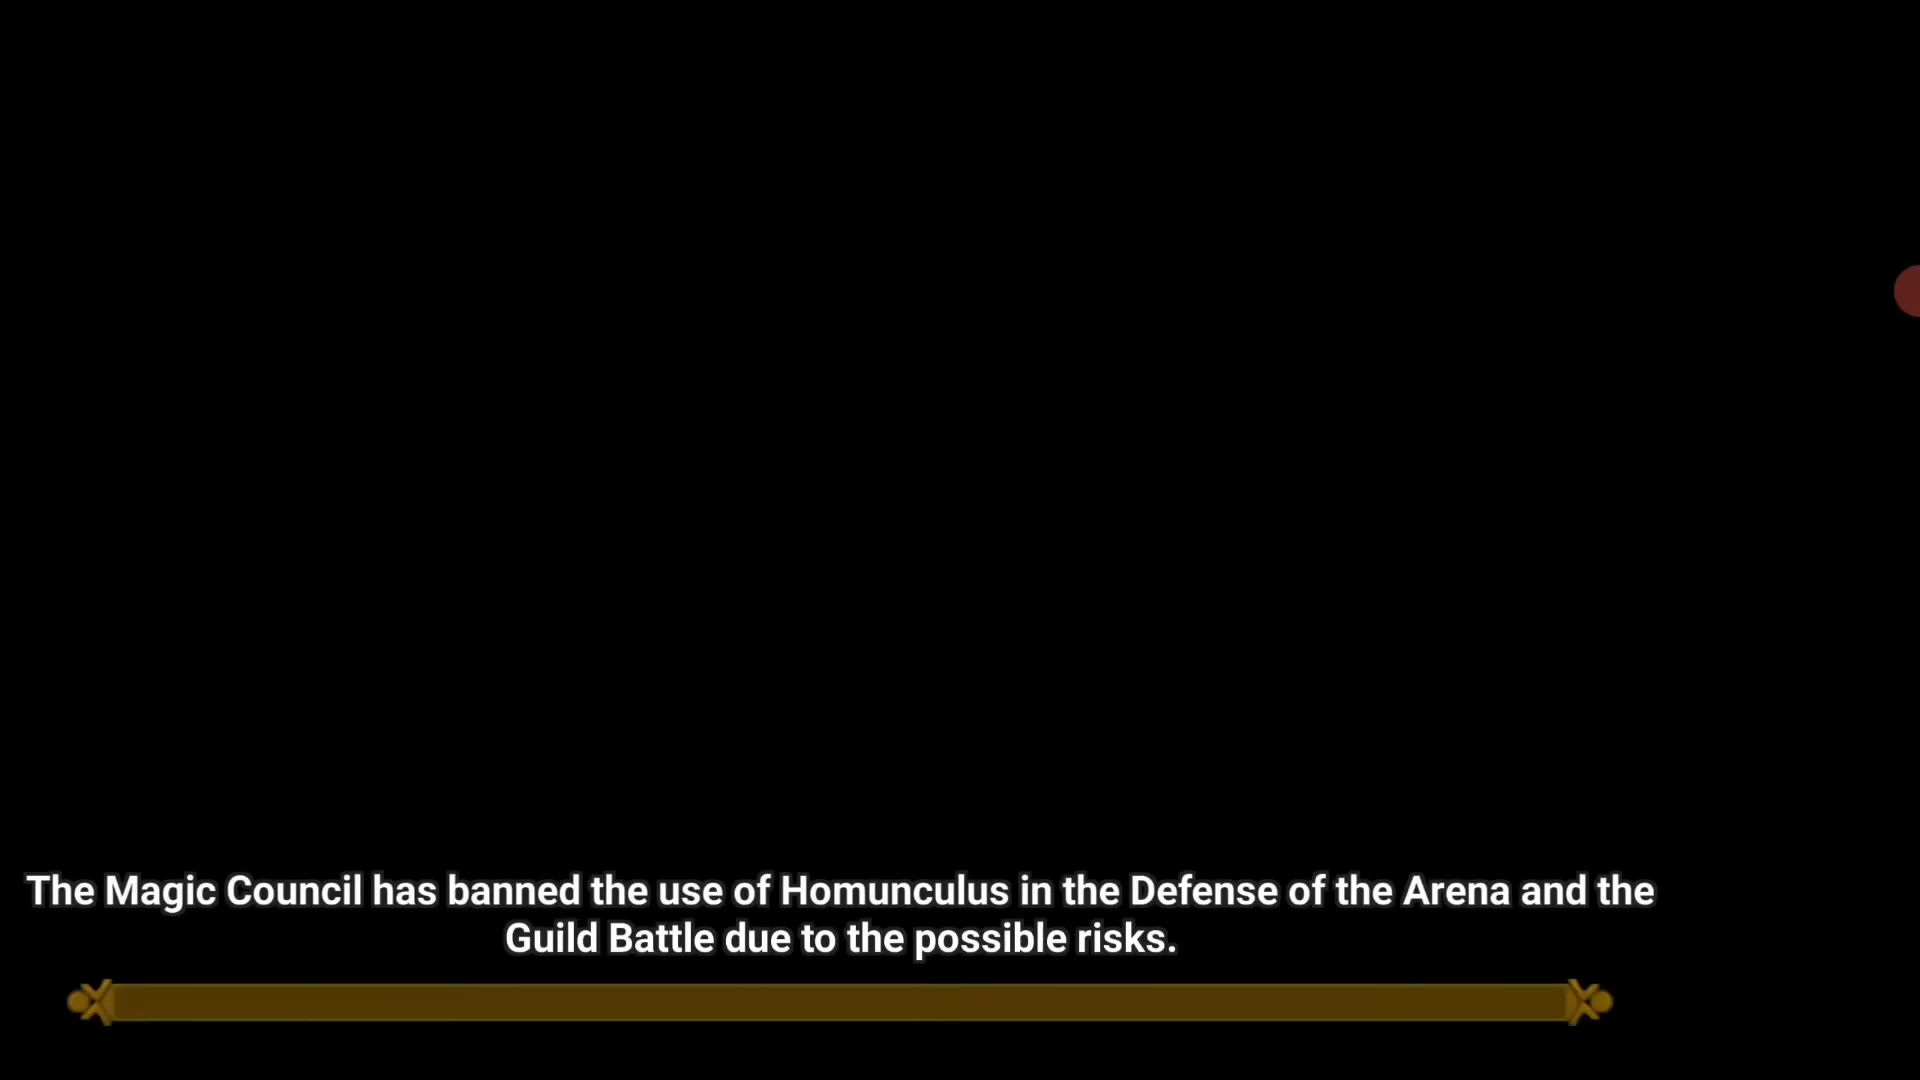 The Magic Council has banned the use of Homunculus in the Defense of the Arena and the
Guild Battle due to the possible risks.